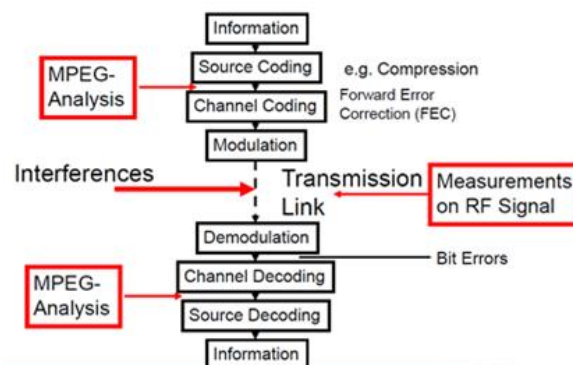 Information
MPEG-
Analysis
Source Coding
e.g. Compression
Channel Coding
Forward Error
Correction (FEC)
Modulation
Interferences
Transmission
Link
Measurements
on RF Signal
Demodulation
Bit Errors
MPEG-
Analysis
Channel Decoding
Source Decoding
Information